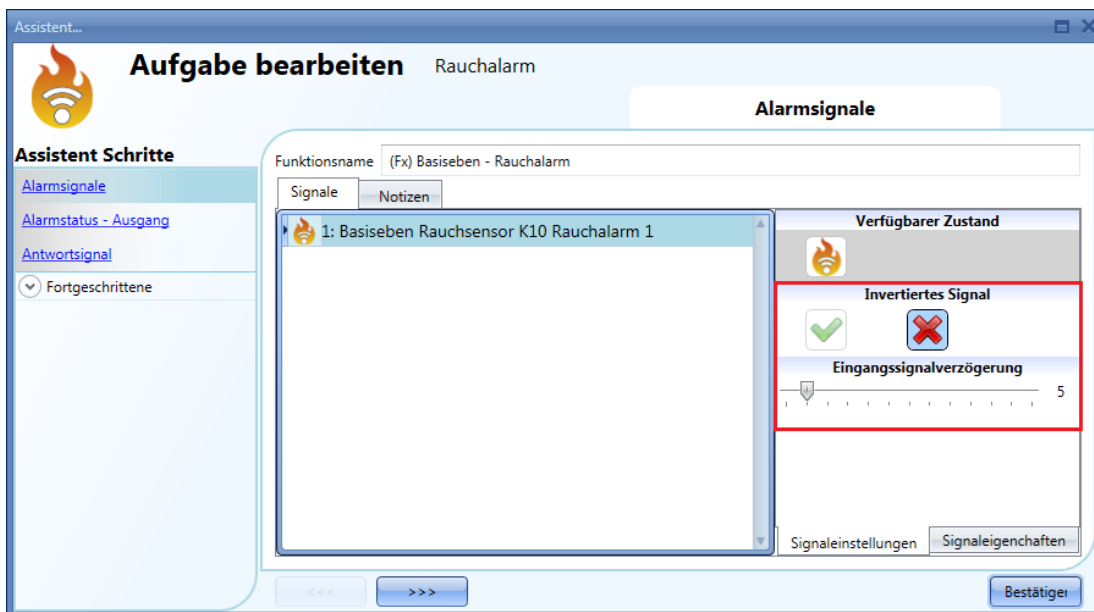 Assistent...
Aufgabe bearbeiten Rauchalarm
Alarmsignale
Assistent Schritte
Alarmsignale
Alarmstatus - Ausgang
Antwortsignal
Fortgeschrittene
Funktionsname (Fx) Basiseben - Rauchalarm
Signale Notizen
1: Basiseben Rauchsensor K10 Rauchalarm 1
Verfügbarer Zustand
Invertiertes Signal
Eingangssignalverzögerung
5
Signaleinstellungen Signaleigenchaften
<<< >>> Bestätiger